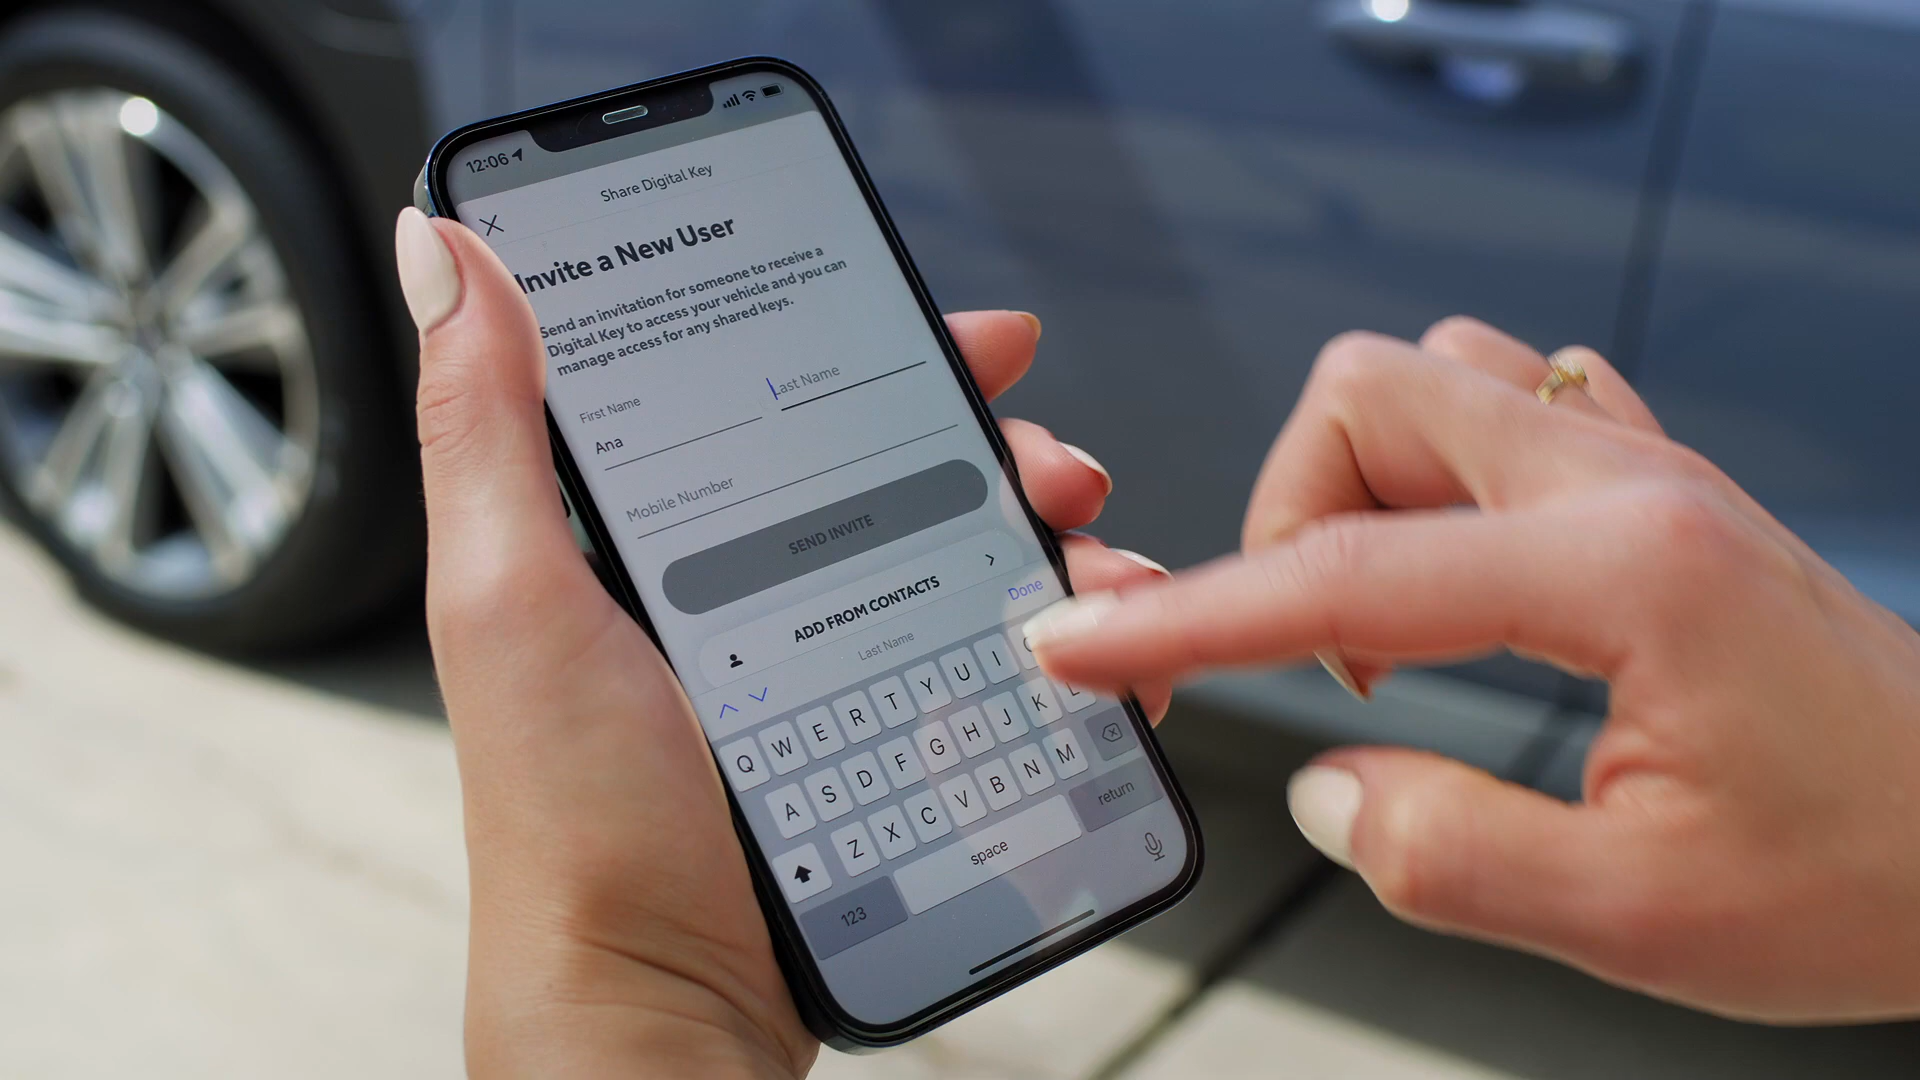 12:06
Share Digital Key
Invite a New User
Send an invitation for someone to receive a
Digital Key to access your vehicle and you can
manage access for any shared keys.
First Name
Last Name
Ana
Mobile Number
SEND INVITE
ADD FROM CONTACTS
Done
Last Name
Q W E R T Y U I
A S D F G H J K L
Z X C V B N M
123 space return